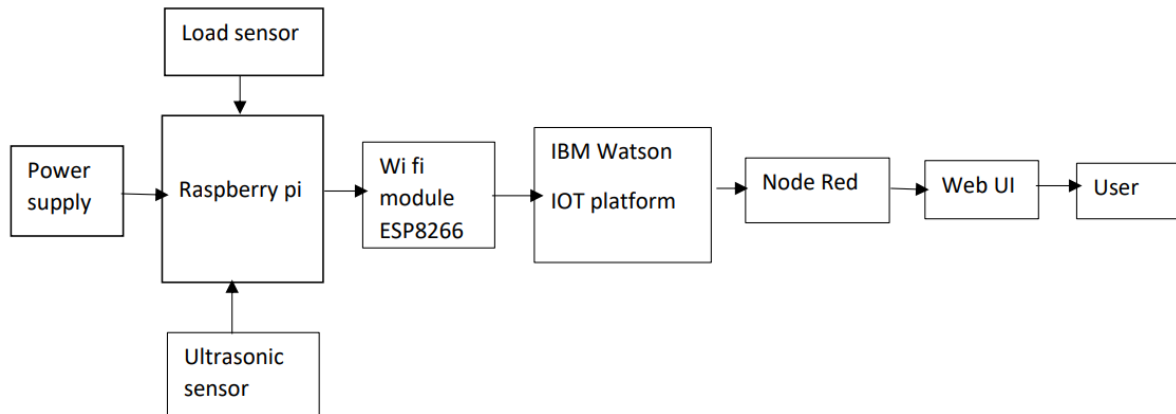 Load sensor
Power
supply
Raspberry pi
Wi fi
module
ESP8266
IBM Watson
IOT platform
Node Red
Web UI
User
Ultrasonic
sensor